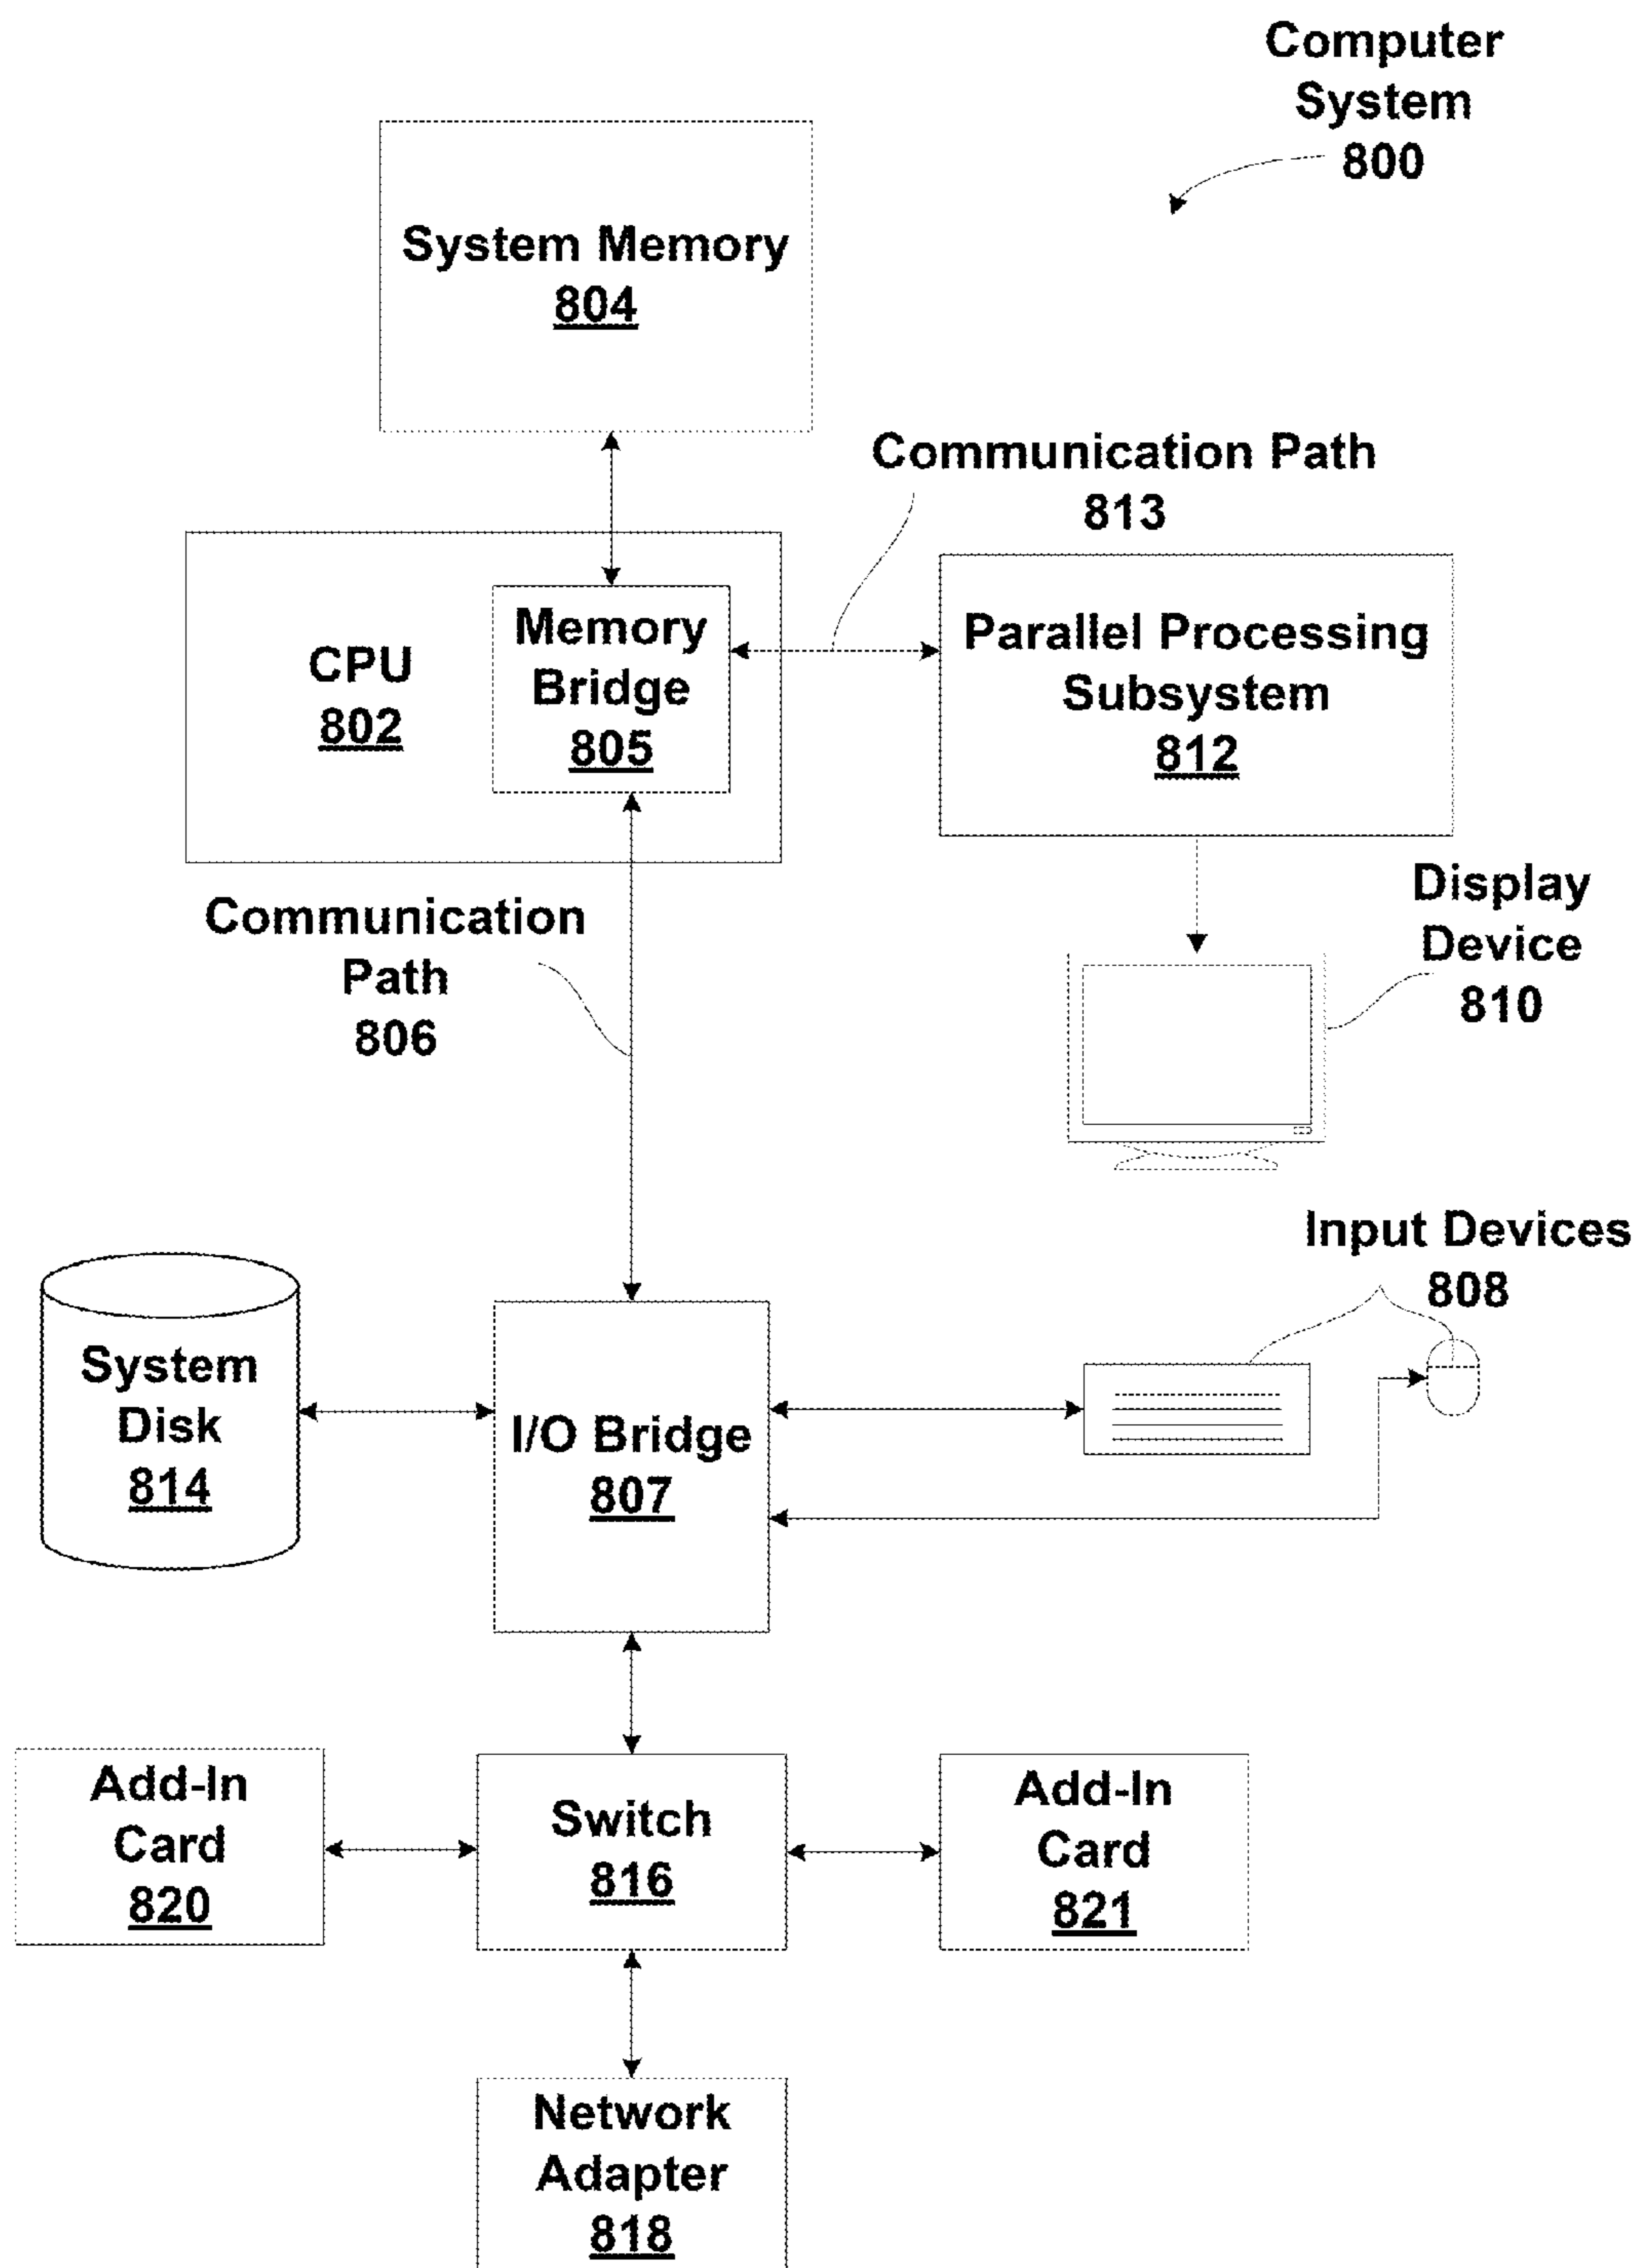 Computer
System
800
System Memory
804
Communication Path
813
CPU
802
Memory
Bridge
805
Parallel Processing
Subsystem
812
Communication
Path
806
Display
Device
810
Input Devices
808
System
Disk
814
I/O Bridge
807
Add-In
Card
820
Switch
816
Add-In
Card
821
Network
Adapter
818